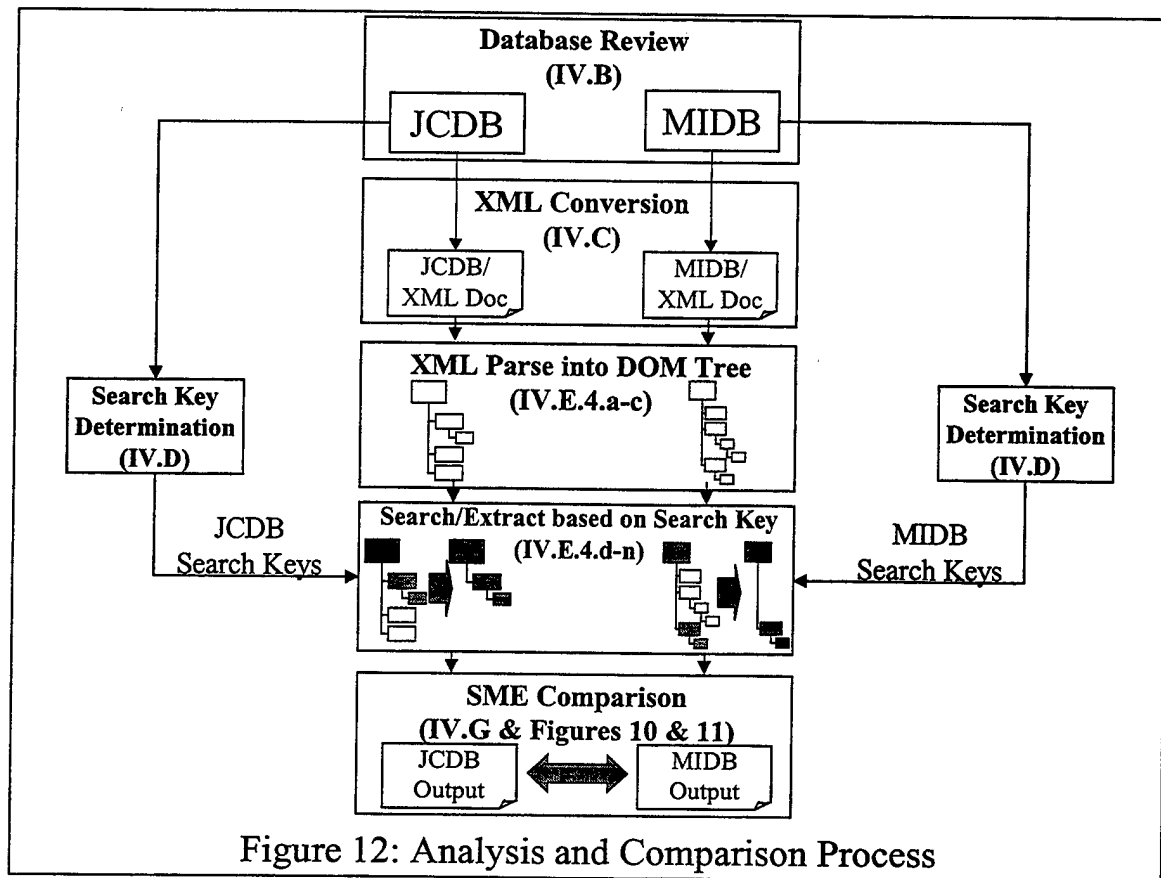 Database Review
(IV.B)
JCDB
MIDB
XML Conversion
(IV.C)
JCDB/
XML Doc
MIDB/
XML Doc
XML Parse into DOM Tree
(IV.E.4.a-c)
Search Key
Determination
(IV.D)
Search Key
Determination
(IV.D)
Search/Extract based on Search Key
(IV.E.4.d-n)
JCDB
Search Keys
MIDB
Search Keys
SME Comparison
(IV.G & Figures 10 & 11)
JCDB
Output
MIDB
Output
Figure 12: Analysis and Comparison Process